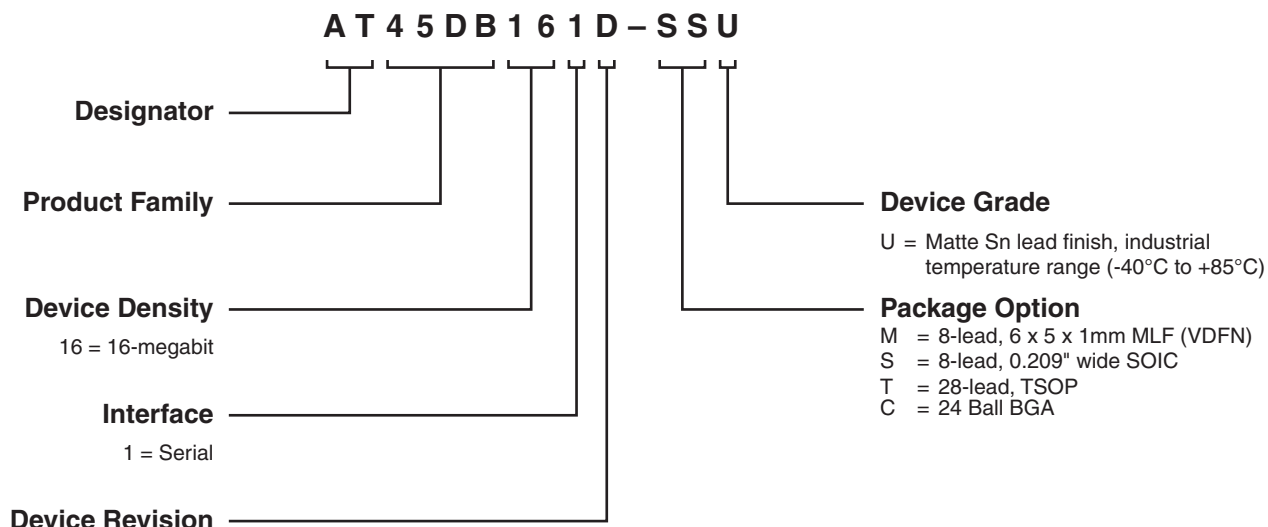 AT45DB161D–SSU
Designator
Product Family
Device Density
16 = 16-megabit
Interface
1 = Serial
Device Revision
Device Grade
U = Matte Sn lead finish, industrial
temperature range (-40°C to +85°C)
Package Option
M = 8-lead, 6 x 5 x 1mm MLF (VDFN)
S = 8-lead, 0.209" wide SOIC
T = 28-lead, TSOP
C = 24 Ball BGA